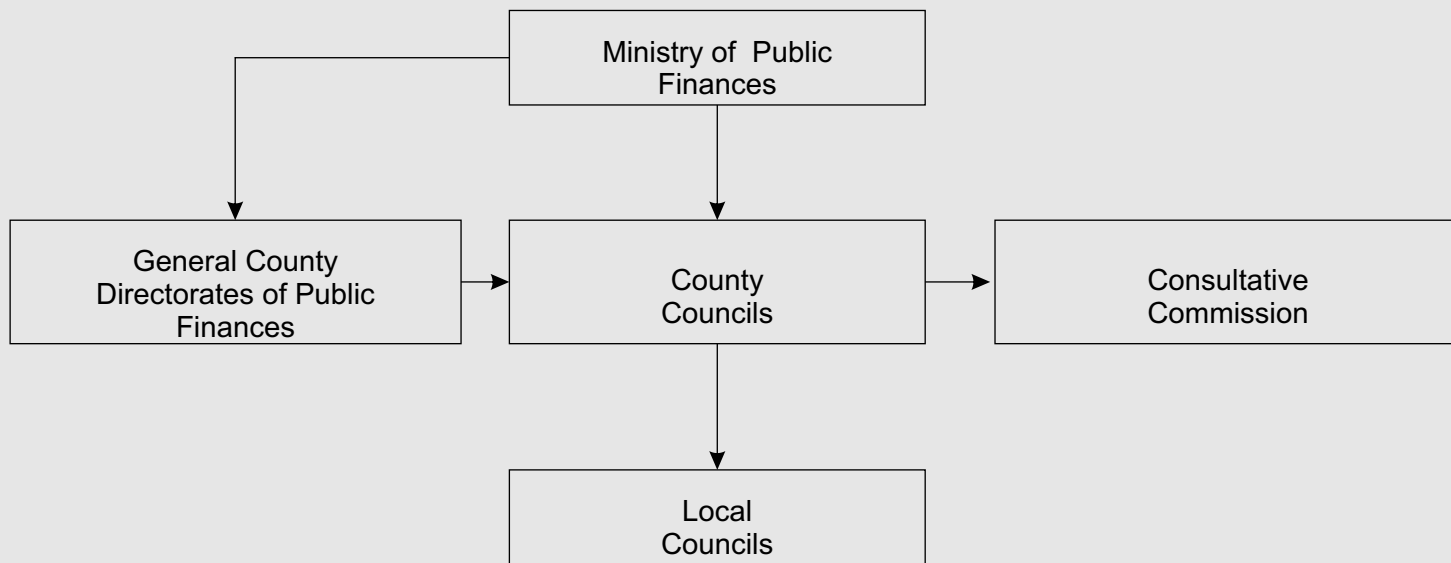 Ministry of Public
Finances
General County
Directorates of Public
Finances
County
Councils
Consultative
Commission
Local
Councils